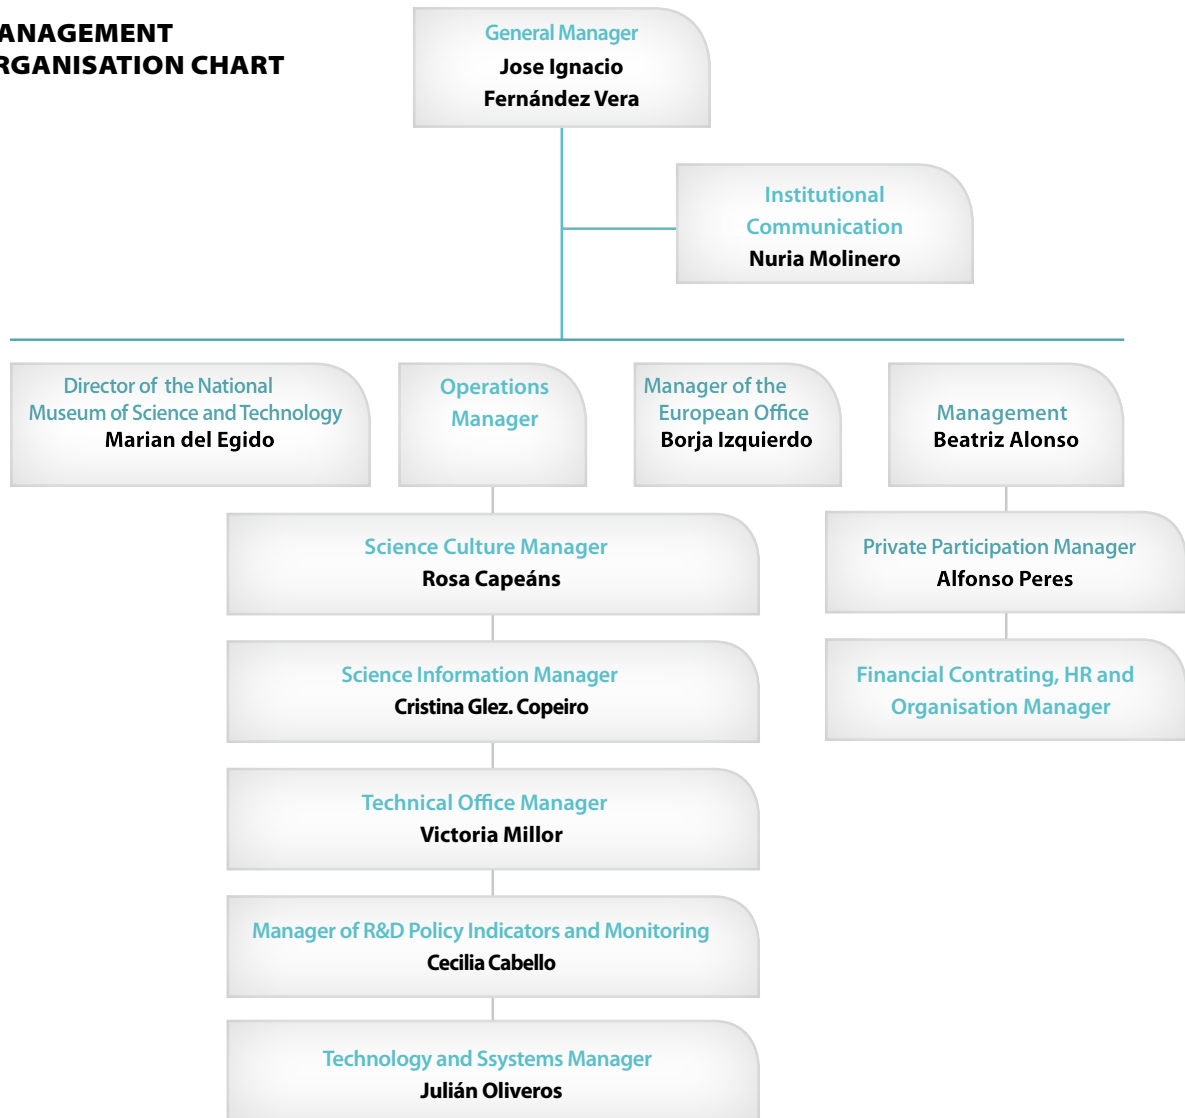 ANAGEMENT
RGANISATION CHART
General Manager
Jose Ignacio
Fernández Vera
Institutional
Communication
Nuria Molinero
Director of the National
Museum of Science and Technology
Marian del Egido
Operations
Manager
Manager of the
European Office
Borja Izquierdo
Management
Beatriz Alonso
Science Culture Manager
Rosa Capeáns
Private Participation Manager
Alfonso Peres
Science Information Manager
Cristina Glez. Copeiro
Financial Contrating, HR and
Organisation Manager
Technical Office Manager
Victoria Millor
Manager of R&D Policy Indicators and Monitoring
Cecilia Cabello
Technology and Ssystems Manager
Julián Oliveros